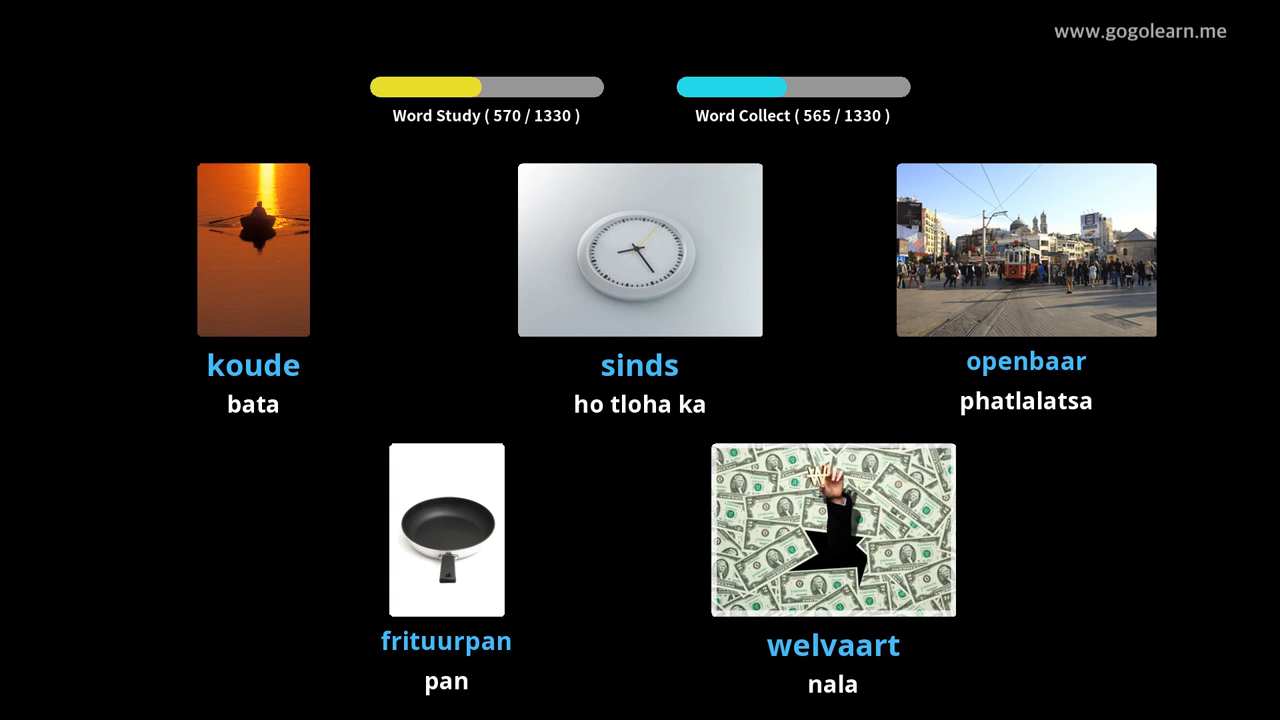 www.gogolearn.me
Word Study ( 570 / 1330 )
Word Collect ( 565 / 1330 )
koude
sinds
openbaar
bata
ho tloha ka
phatlalatsa
frituurpan
welvaart
pan
nala